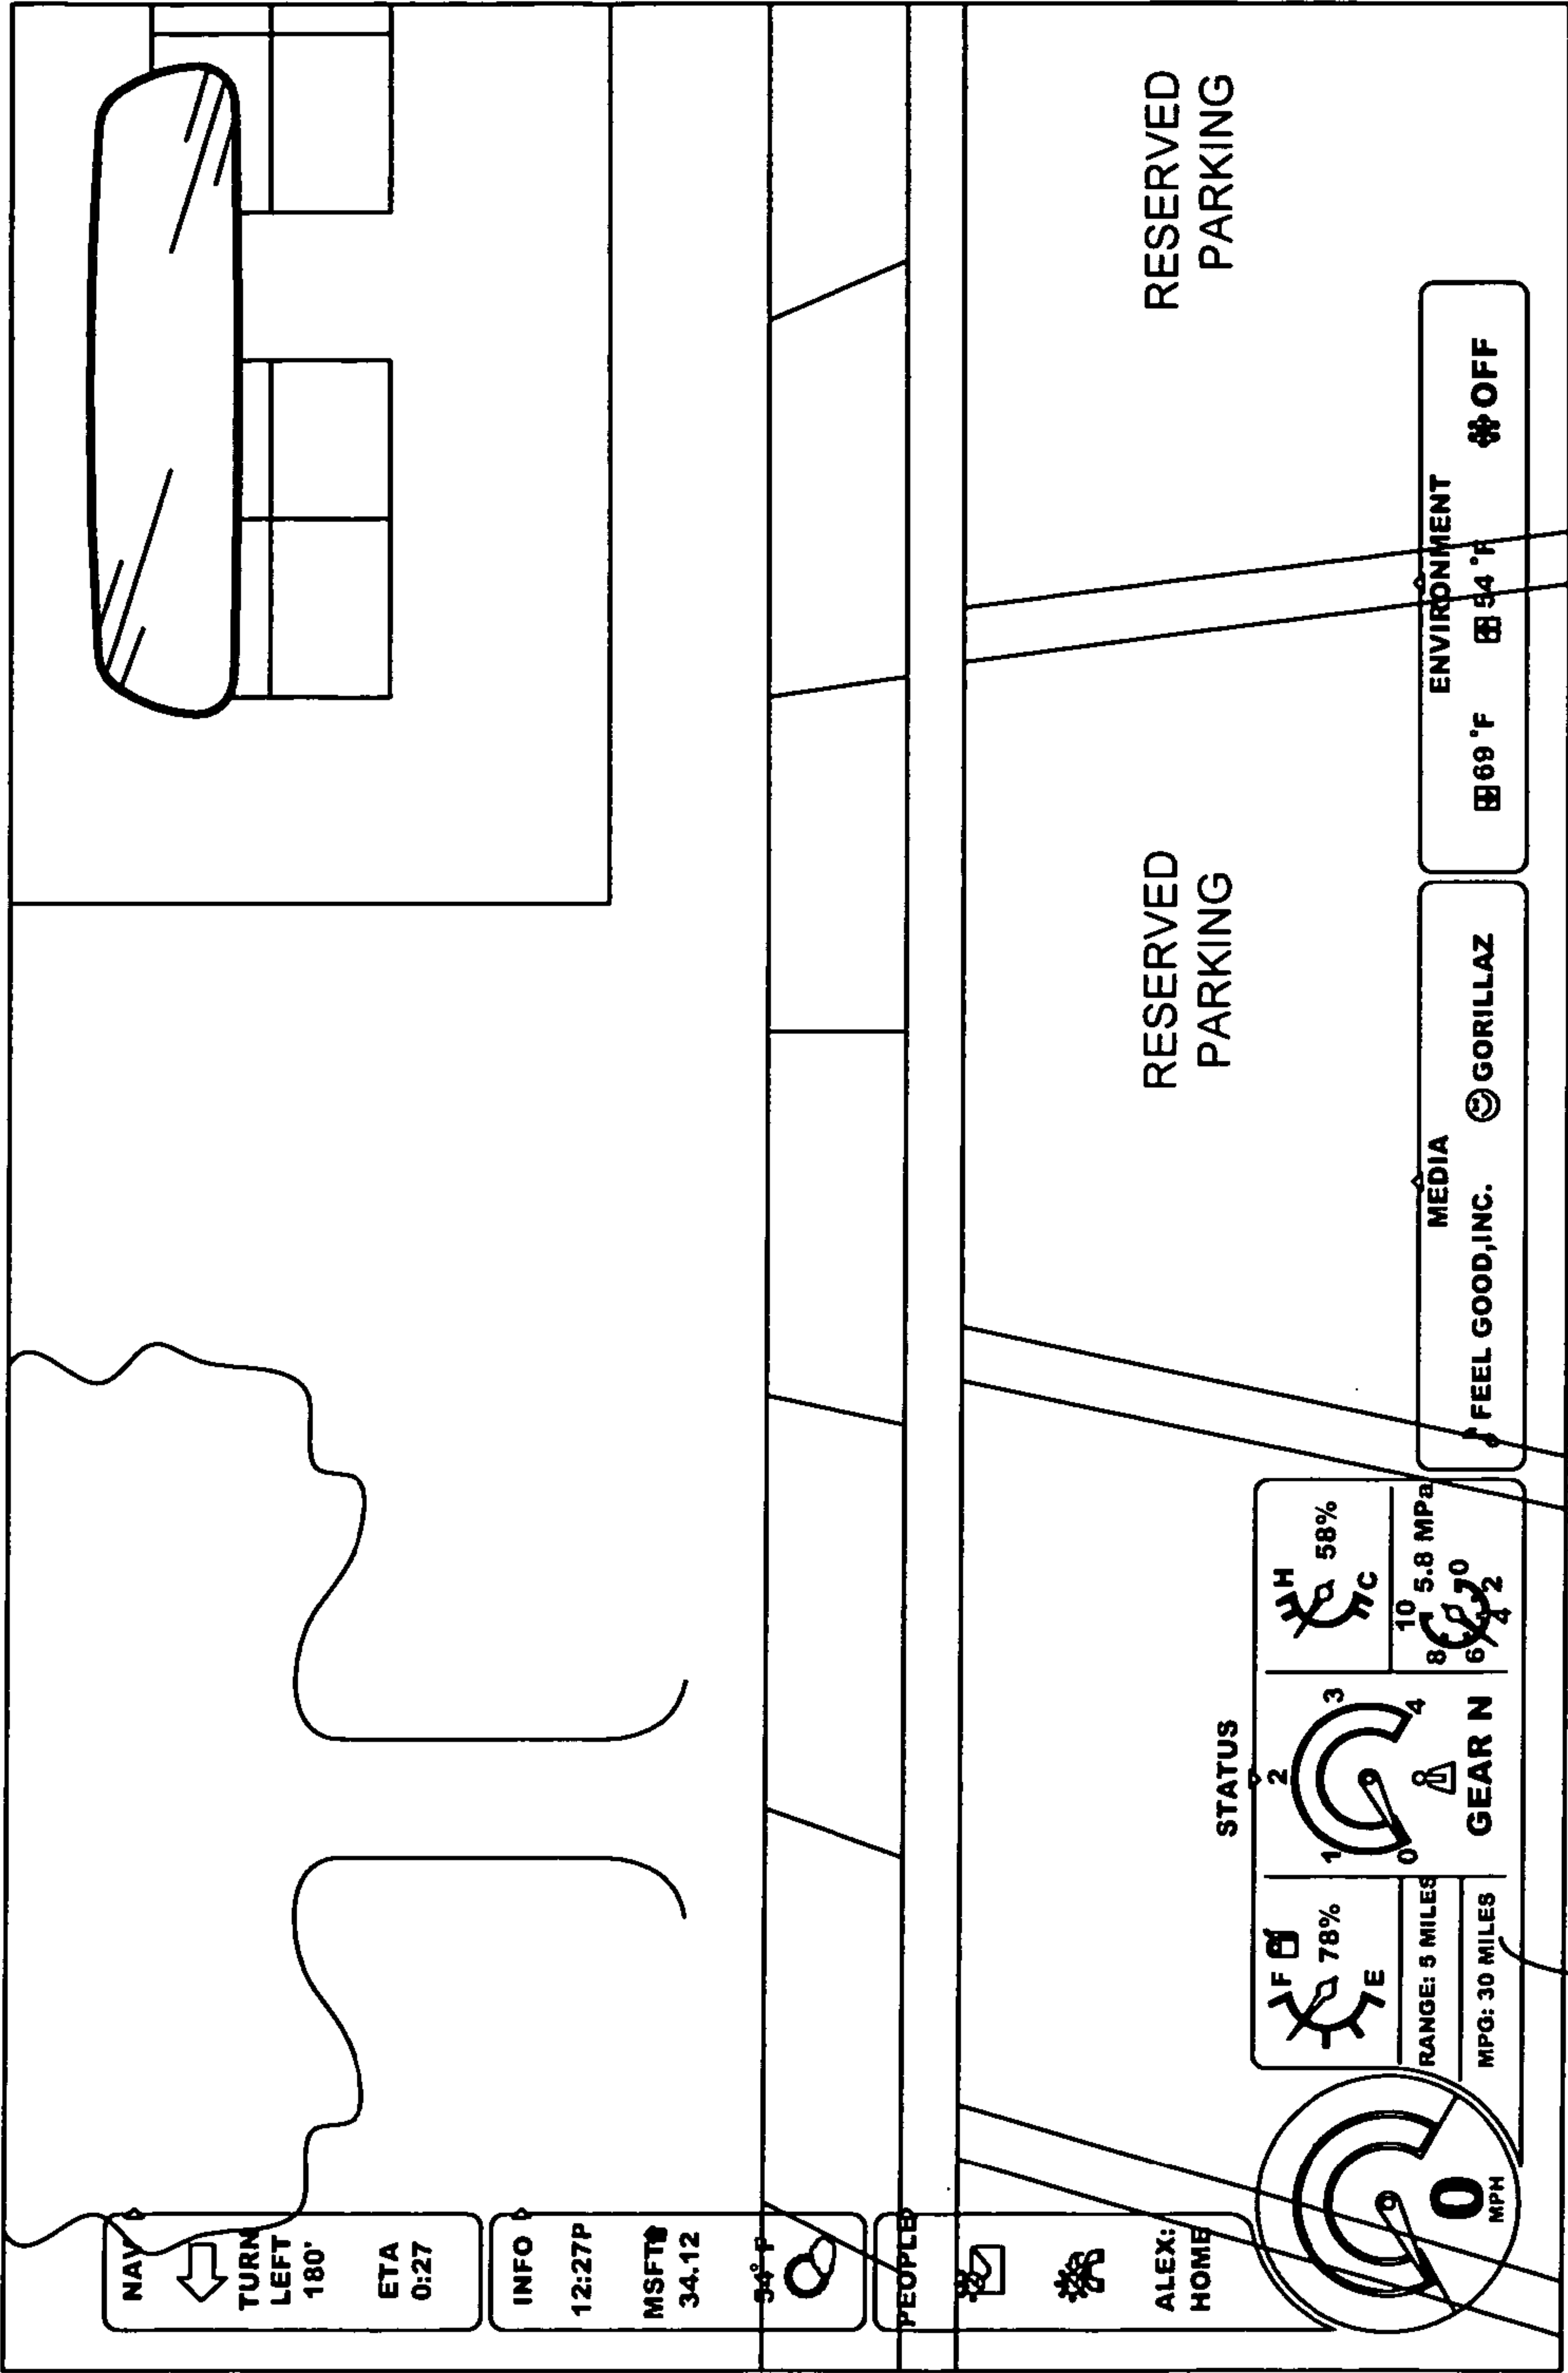 NAV
TURN
LEFT
180'
ETA
0:27
INFO
12:27P
MSFT
34.12
54° F
PEOPLE
ALEX:
HOME
0
MPH
STATUS
F
78%
E
RANGE: 5 MILES
MPG: 30 MILES
0 1 2 3 4
GEAR N
H
58%
C
10 5.8 MPa
8 0
6 4 2
MEDIA
FEEL GOOD,INC. GORILLAZ
ENVIRONMENT
69 °F 54 °F OFF
RESERVED
PARKING
RESERVED
PARKING